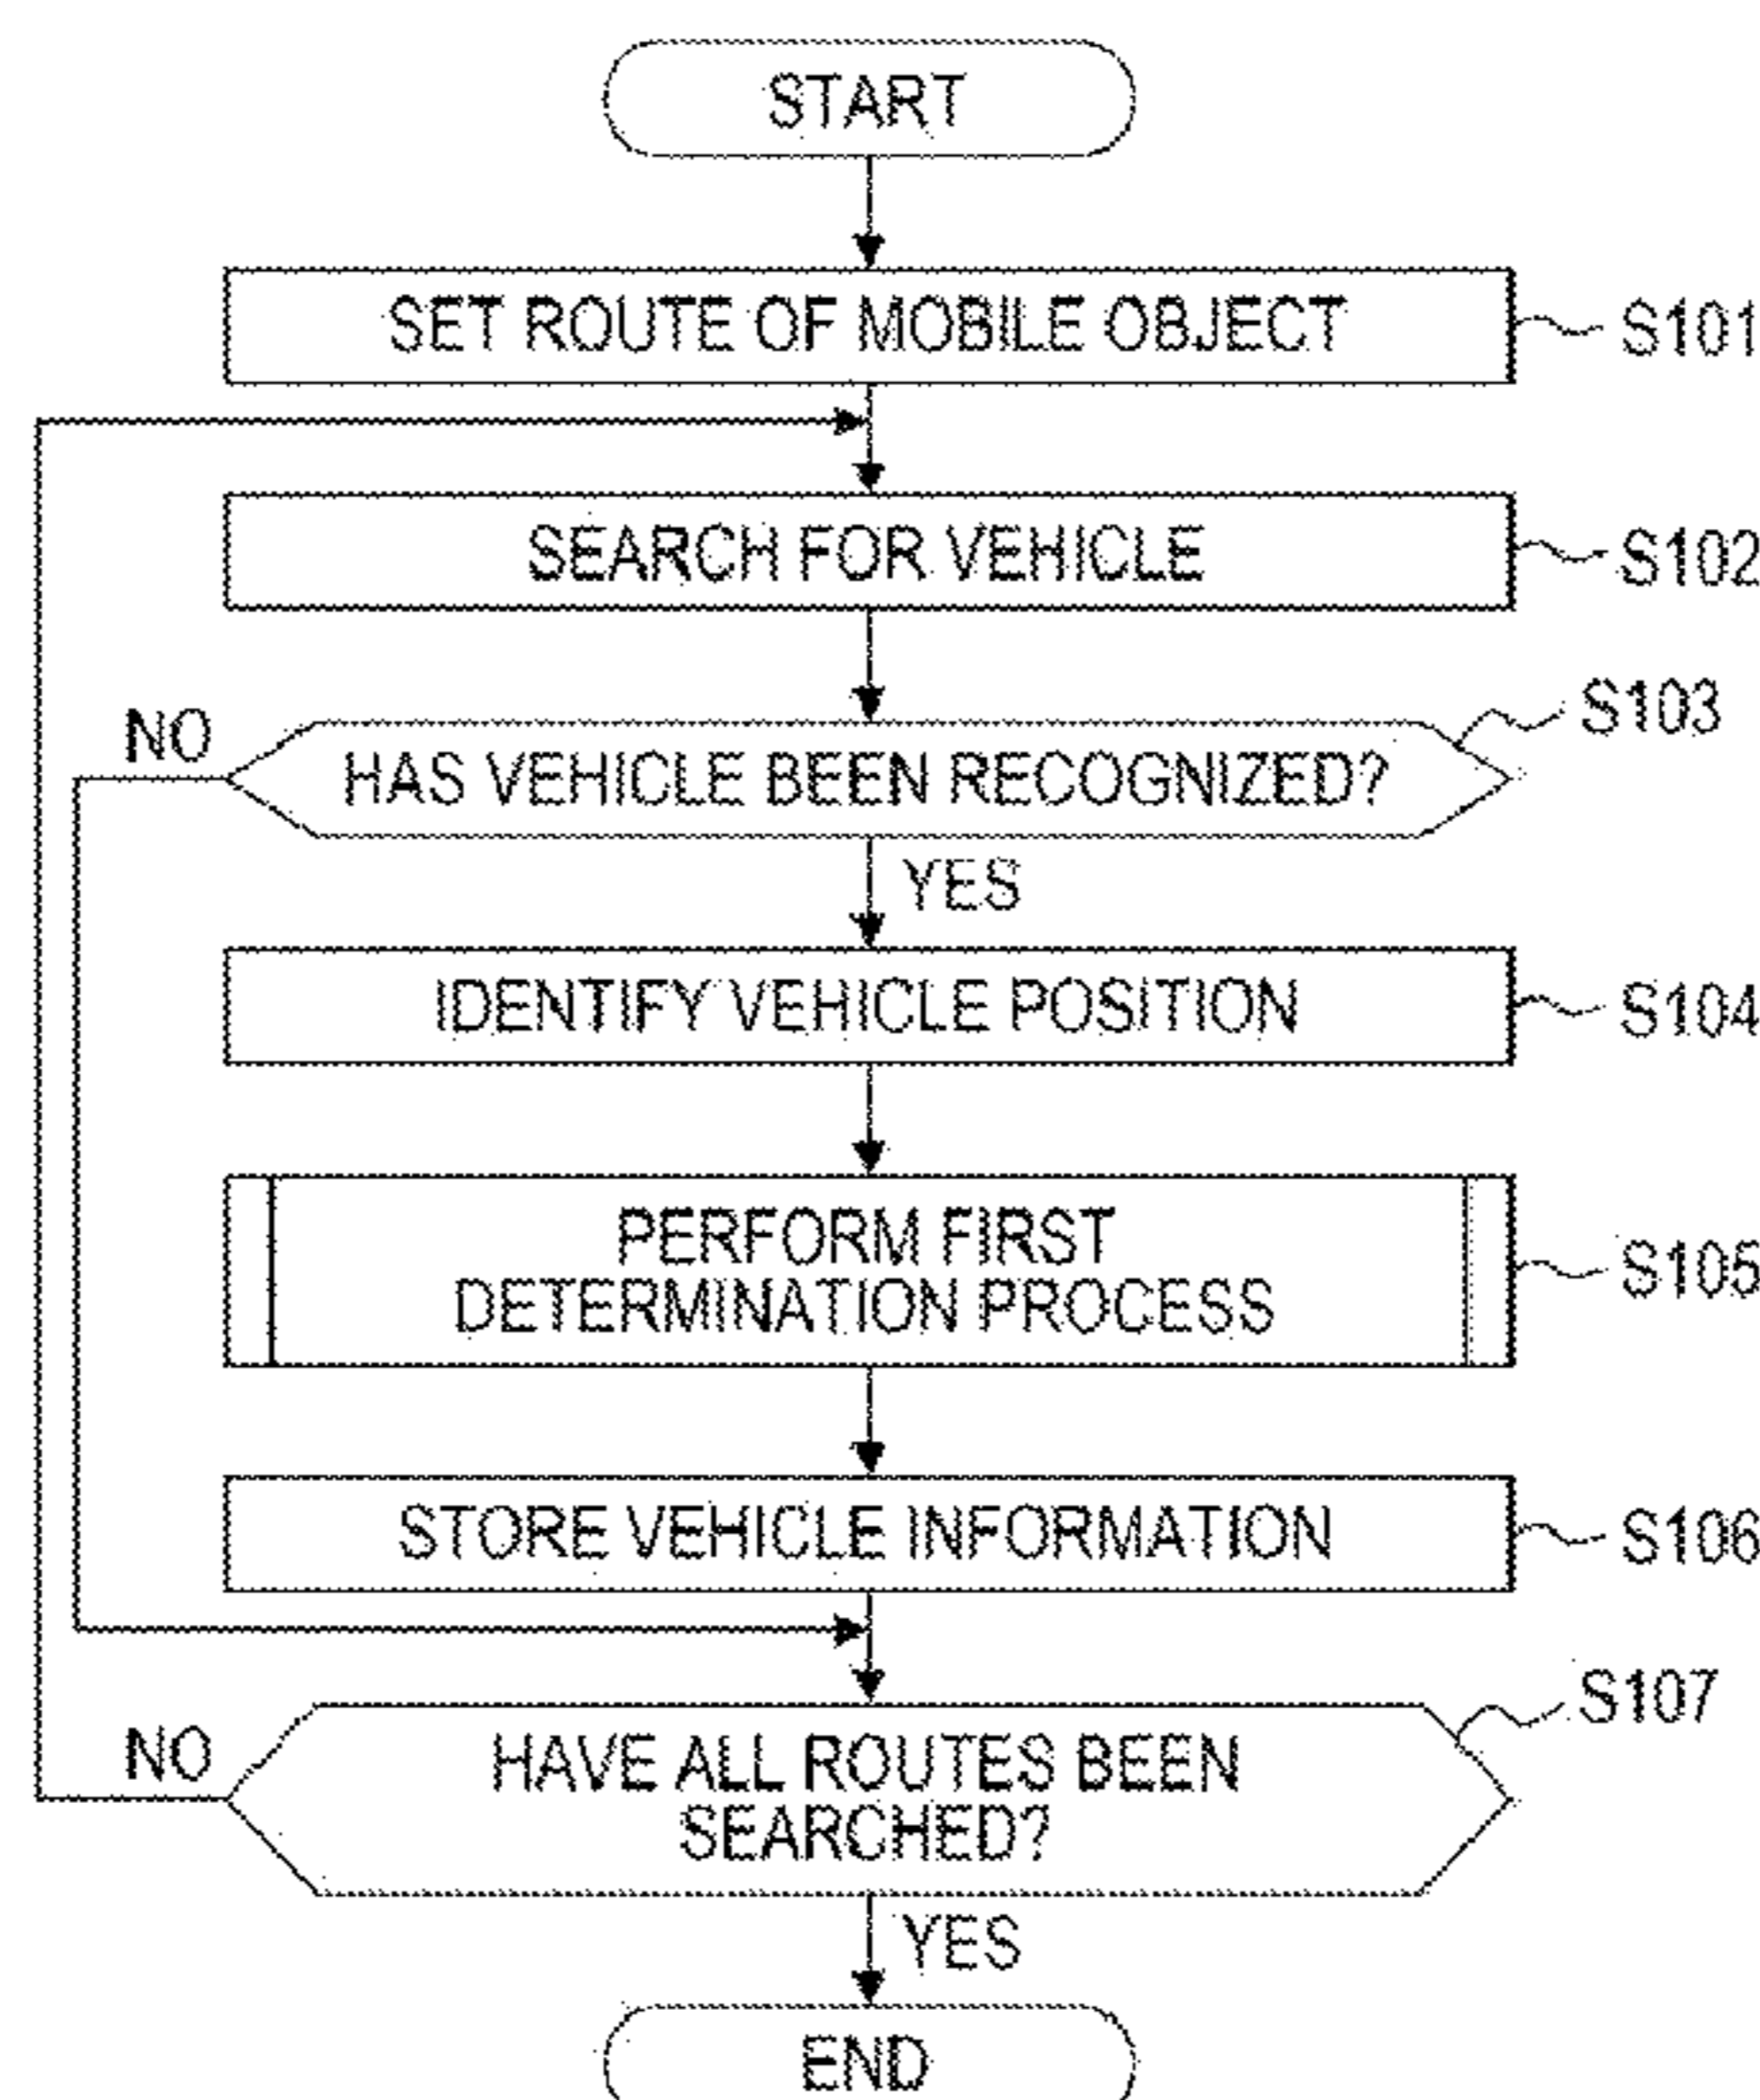 START
SET ROUTE OF MOBILE OBJECT
S101
SEARCH FOR VEHICLE
S102
NO
HAS VEHICLE BEEN RECOGNIZED?
S103
YES
IDENTIFY VEHICLE POSITION
S104
PERFORM FIRST
DETERMINATION PROCESS
S105
STORE VEHICLE INFORMATION
S106
NO
HAVE ALL ROUTES BEEN
SEARCHED?
S107
YES
END